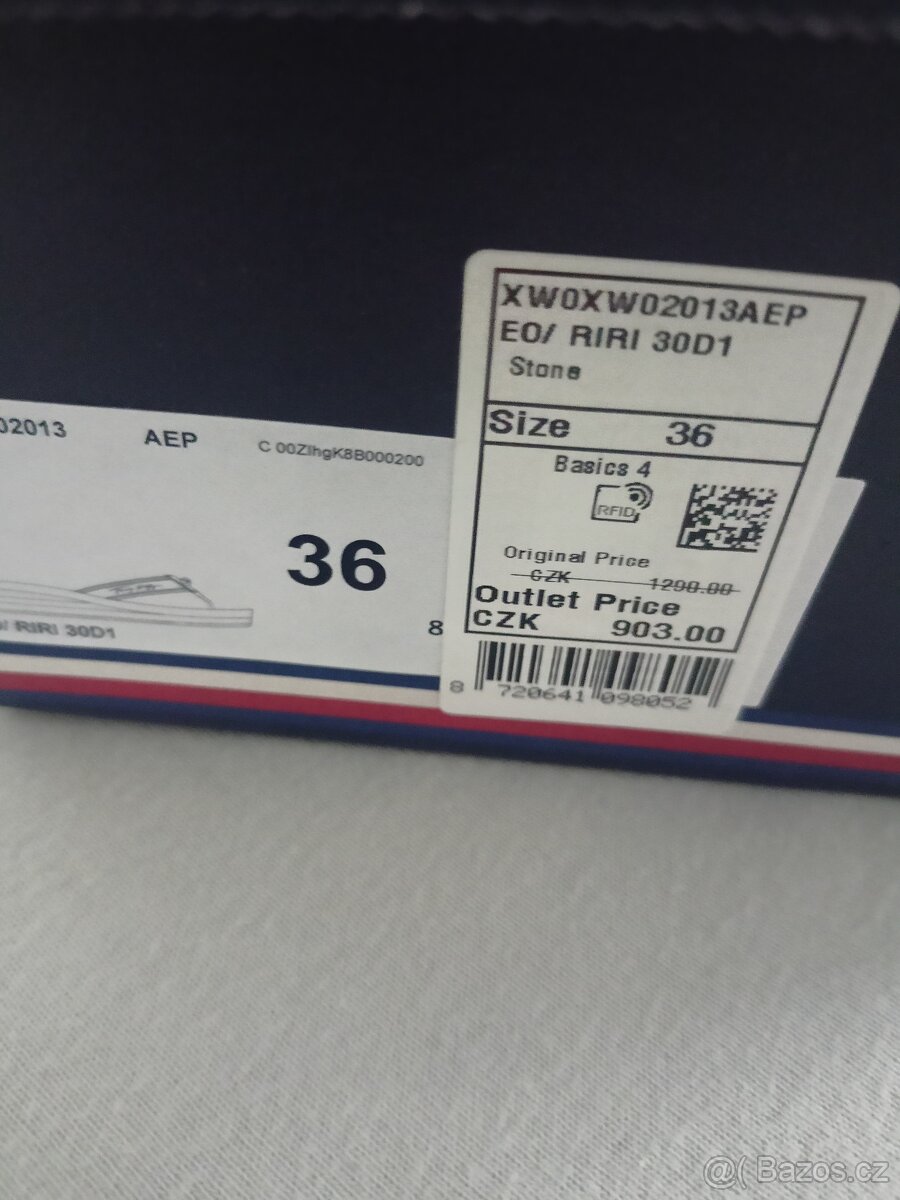 XW0XW02013AEP
EO/ RIRI 30D1
Stone
Size 36
Basics 4
RFID
Original Price
CZK 1290.00
Outlet Price
CZK 903.00
8 720641 098052
02013 AEP C 00ZIhgK8B000200
36
/ RIRI 30D1
8
@( Bazos.cz